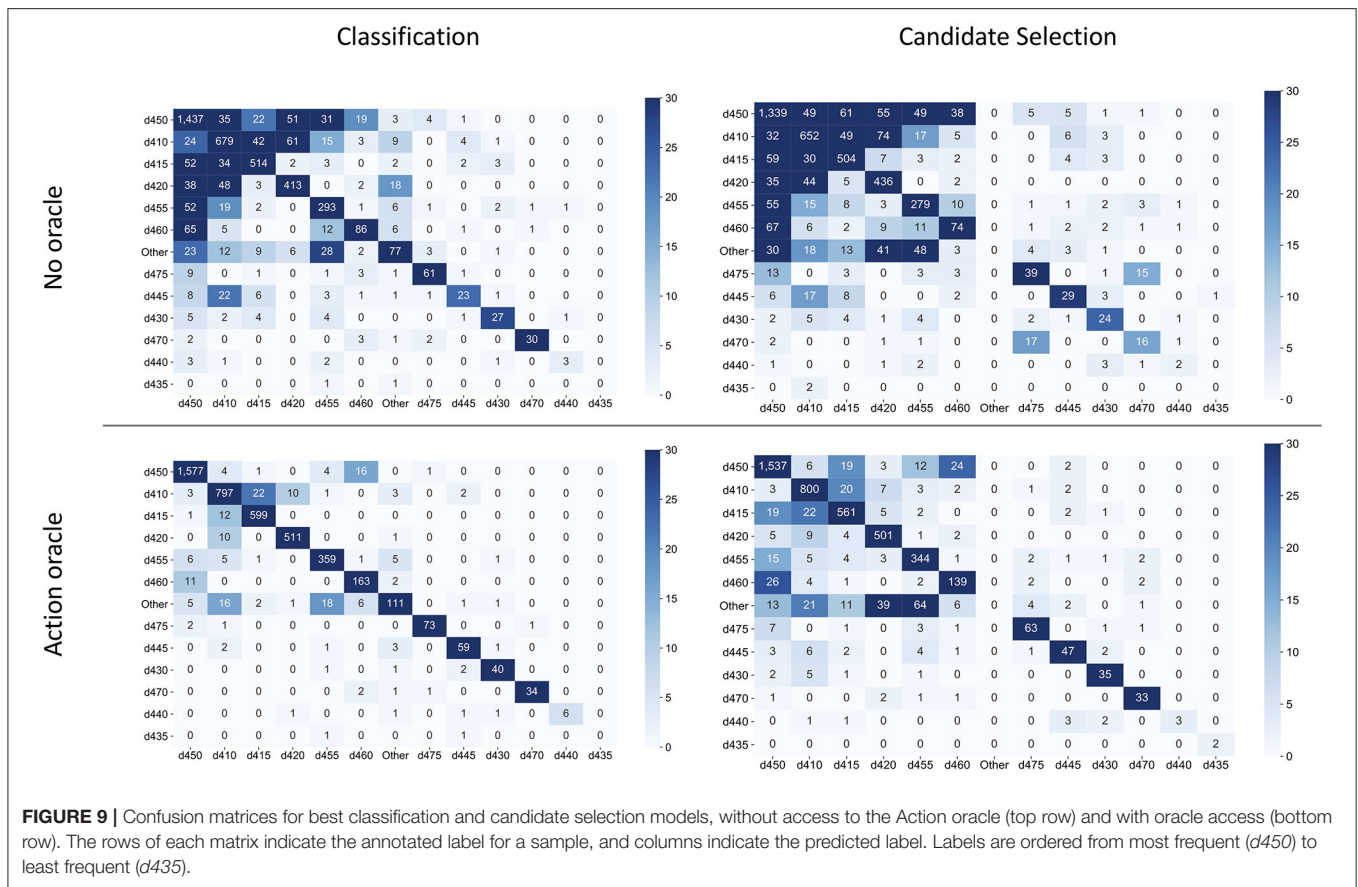 Classification
Candidate Selection
No oracle
d450 1,437 35 22 51 31 19 3 4 1 0 0 0 0
d410 24 679 42 61 15 3 9 0 4 1 0 0 0
d415 52 34 514 2 3 0 2 0 2 3 0 0 0
d420 38 48 3 413 0 2 18 0 0 0 0 0 0
d455 52 19 2 0 293 1 6 1 0 2 1 1 0
d460 65 5 0 0 12 86 6 0 1 0 1 0 0
Other 23 12 9 6 28 2 77 3 0 1 0 0 0
d475 9 0 1 0 1 3 1 61 0 0 0 0 0
d445 8 22 6 0 3 1 1 1 23 0 0 0 0
d430 5 2 4 0 4 0 0 0 1 27 0 1 0
d470 2 0 0 0 0 3 1 2 0 0 30 0 0
d440 3 1 0 0 2 0 0 0 0 1 0 3 0
d435 0 0 0 0 1 0 1 0 0 0 0 0 0
d450 d410 d415 d420 d455 d460 Other d475 d445 d430 d470 d440 d435
30
25
20
15
10
5
0
d450 1,339 49 61 55 49 38 0 5 5 1 1 0 0
d410 32 652 49 74 17 5 0 0 6 3 0 0 0
d415 59 30 504 7 3 2 0 0 4 3 0 0 0
d420 35 44 5 436 0 2 0 0 0 0 0 0 0
d455 55 15 8 3 279 10 0 1 1 2 3 1 0
d460 67 6 2 9 11 74 0 1 2 2 1 1 0
Other 30 18 13 41 48 3 0 4 3 1 0 0 0
d475 13 0 3 0 3 3 0 39 0 1 15 0 0
d445 6 17 8 0 0 2 0 0 29 3 0 0 1
d430 2 5 4 1 4 0 0 2 1 24 0 0 0
d470 2 0 0 1 1 0 0 17 0 0 16 0 0
d440 1 0 0 1 2 0 0 0 0 3 1 2 0
d435 0 2 0 0 0 0 0 0 0 0 0 0 0
d450 d410 d415 d420 d455 d460 Other d475 d445 d430 d470 d440 d435
30
25
20
15
10
5
0
Action oracle
d450 1,577 4 1 0 4 16 0 1 0 0 0 0 0
d410 3 797 22 10 1 0 3 0 2 0 0 0 0
d415 1 12 599 0 0 0 0 0 0 0 0 0 0
d420 0 10 0 511 0 0 1 0 0 0 0 0 0
d455 6 5 1 0 359 1 5 0 0 1 0 0 0
d460 11 0 0 0 0 163 2 0 0 0 0 0 0
Other 5 16 2 1 18 6 111 0 1 1 0 0 0
d475 2 1 0 0 0 0 0 73 0 0 1 0 0
d445 0 2 0 0 1 0 3 0 59 0 0 0 0
d430 0 0 0 0 1 0 1 0 2 40 0 0 0
d470 0 0 0 0 0 2 1 1 0 0 34 0 0
d440 0 0 0 1 0 0 1 0 1 1 0 6 0
d435 0 0 0 0 1 0 0 0 1 0 0 0 0
d450 d410 d415 d420 d455 d460 Other d475 d445 d430 d470 d440 d435
30
25
20
15
10
5
0
d450 1,537 6 19 3 12 24 0 0 2 0 0 0 0
d410 3 800 20 7 3 2 0 1 2 0 0 0 0
d415 19 22 561 5 2 0 0 0 2 1 0 0 0
d420 5 9 4 501 1 2 0 0 0 0 0 0 0
d455 15 5 4 3 344 1 0 2 1 1 2 0 0
d460 26 4 1 0 2 139 0 2 0 0 2 0 0
Other 13 21 11 39 64 6 0 4 2 0 1 0 0
d475 7 0 1 0 3 1 0 63 0 1 1 0 0
d445 3 6 2 0 4 1 0 1 47 2 0 0 0
d430 2 5 1 0 1 0 0 0 0 35 0 0 0
d470 1 0 0 2 1 1 0 0 0 0 33 0 0
d440 0 1 1 0 0 0 0 0 3 2 0 3 0
d435 0 0 0 0 0 0 0 0 0 0 0 0 2
d450 d410 d415 d420 d455 d460 Other d475 d445 d430 d470 d440 d435
30
25
20
15
10
5
0
FIGURE 9 | Confusion matrices for best classification and candidate selection models, without access to the Action oracle (top row) and with oracle access (bottom
row). The rows of each matrix indicate the annotated label for a sample, and columns indicate the predicted label. Labels are ordered from most frequent (d450) to
least frequent (d435).